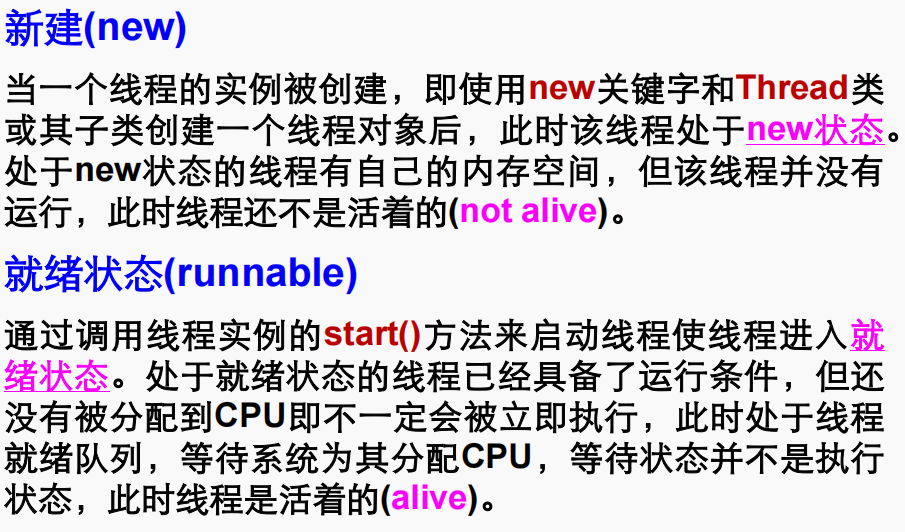 新建(new)
当一个线程的实例被创建，即使用new关键字和Thread类
或其子类创建一个线程对象后，此时该线程处于new状态。
处于new状态的线程有自己的内存空间，但该线程并没有
运行，此时线程还不是活着的(not alive)。
就绪状态(runnable)
通过调用线程实例的start()方法来启动线程使线程进入就
绪状态。处于就绪状态的线程已经具备了运行条件，但还
没有被分配到CPU即不一定会被立即执行，此时处于线程
就绪队列，等待系统为其分配CPU，等待状态并不是执行
状态，此时线程是活着的(alive)。